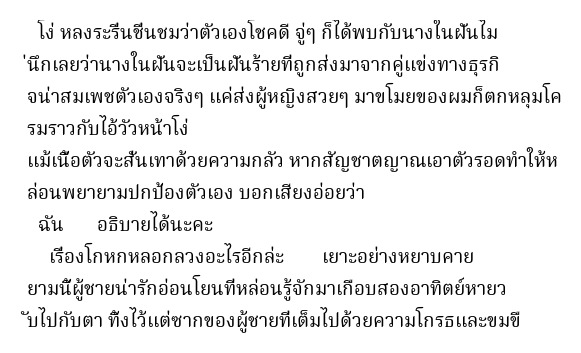 โง่ หลงระรื่นชื่นชมว่าตัวเองโชคดี จู่ๆ ก็ได้พบกับนางในฝันไม
่นึกเลยว่านางในฝันจะเป็นฝันร้ายที่ถูกส่งมาจากคู่แข่งทางธุรกิ
จน่าสมเพชตัวเองจริงๆ แค่ส่งผู้หญิงสวยๆ มาขโมยของผมก็ตกหลุมโค
รมราวกับไอ้วัวหน้าโง่
แม้เนื้อตัวจะสั่นเทาด้วยความกลัว หากสัญชาตญาณเอาตัวรอดทำให้ห
ล่อนพยายามปกป้องตัวเอง บอกเสียงอ่อยว่า
ฉัน อธิบายได้นะคะ
เรื่องโกหกหลอกลวงอะไรอีกล่ะ เยาะอย่างหยาบคาย
ยามนี้ผู้ชายน่ารักอ่อนโยนที่หล่อนรู้จักมาเกือบสองอาทิตย์หายว
ับไปกับตา ทิ้งไว้แต่ซากของผู้ชายที่เต็มไปด้วยความโกรธและขมขื่